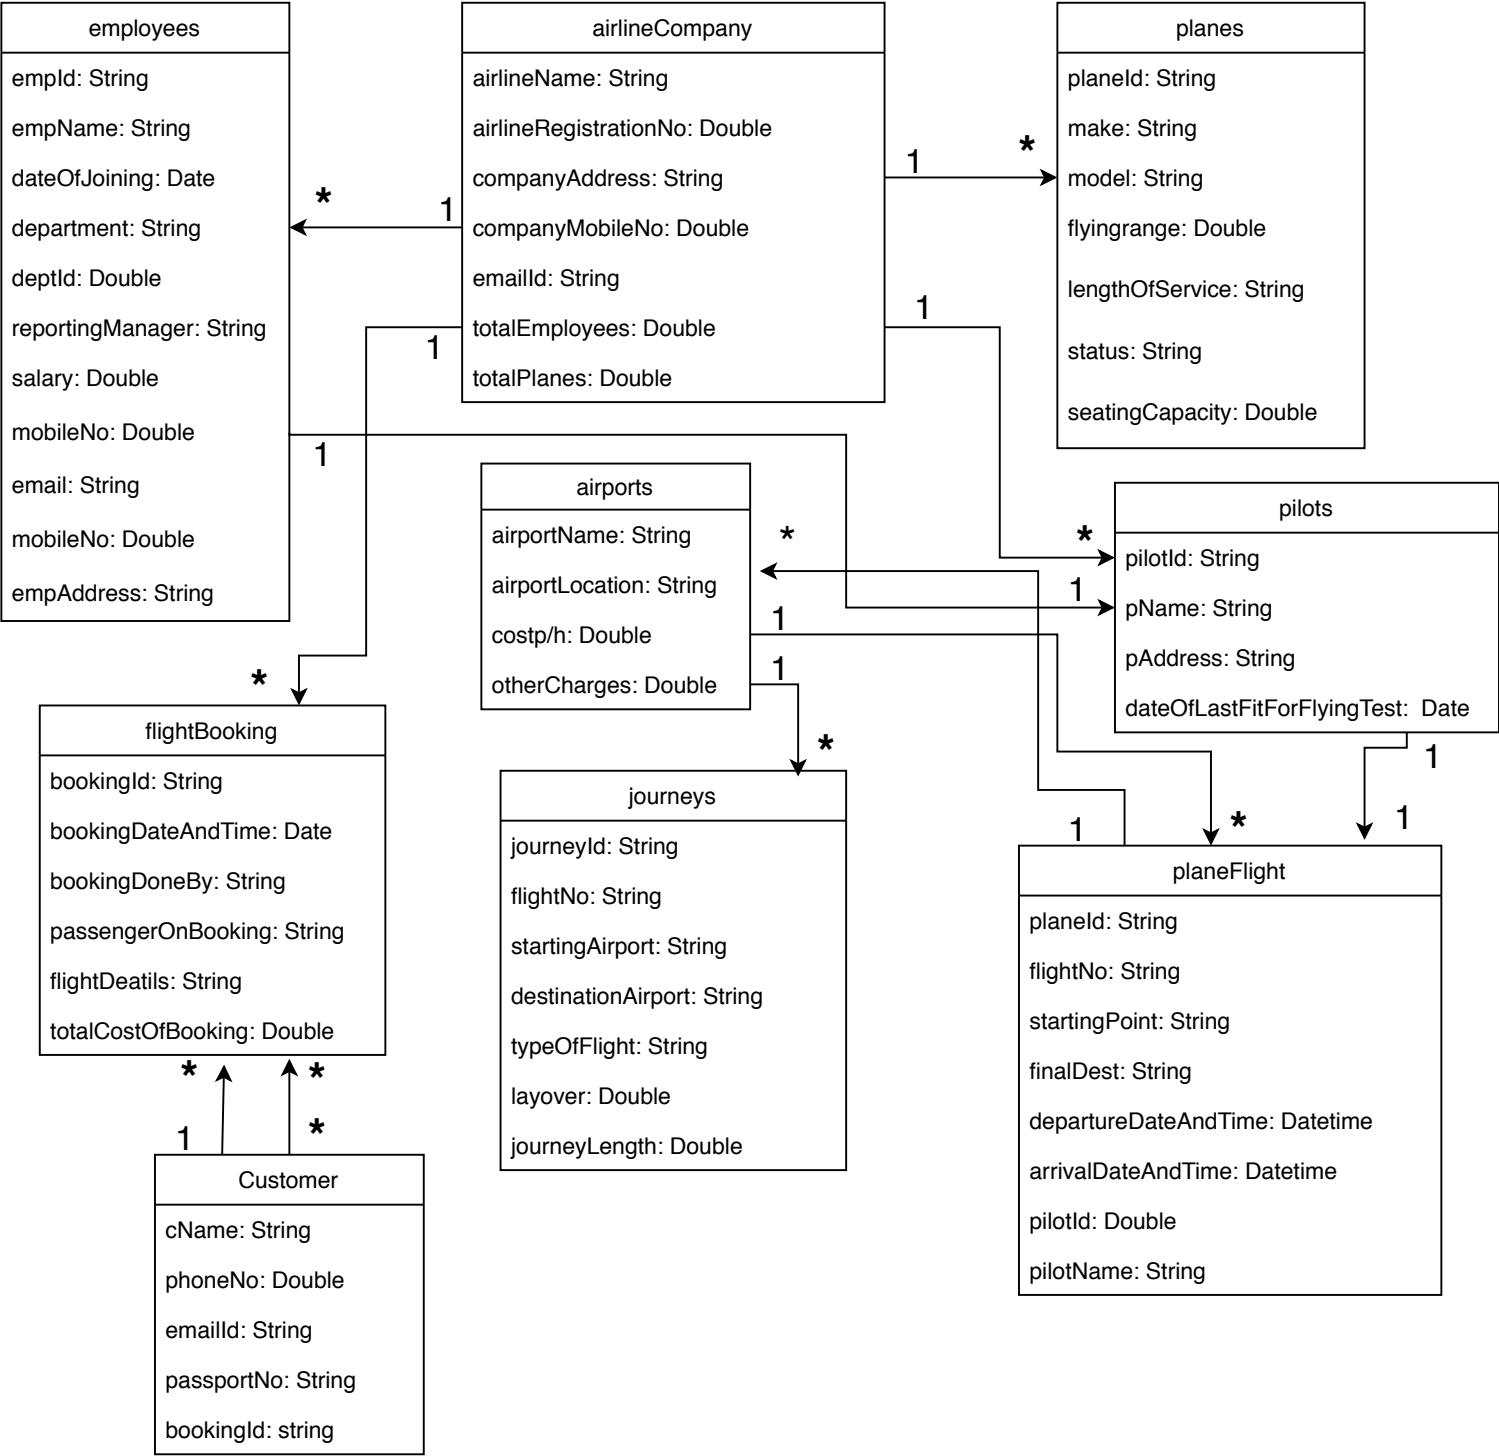 employees
empId: String
empName: String
dateOfJoining: Date
department: String
deptId: Double
reportingManager: String
salary: Double
mobileNo: Double
email: String
mobileNo: Double
empAddress: String
airlineCompany
airlineName: String
airlineRegistrationNo: Double
companyAddress: String
companyMobileNo: Double
emailId: String
totalEmployees: Double
totalPlanes: Double
planes
planeId: String
make: String
model: String
flyingrange: Double
lengthOfService: String
status: String
seatingCapacity: Double
*
1
1
*
1
1
1
*
1
*
airports
airportName: String
airportLocation: String
costp/h: Double
otherCharges: Double
*
1
1
*
pilots
pilotId: String
pName: String
pAddress: String
dateOfLastFitForFlyingTest: Date
1
1
1
*
flightBooking
bookingId: String
bookingDateAndTime: Date
bookingDoneBy: String
passengerOnBooking: String
flightDeatils: String
totalCostOfBooking: Double
*
*
1
*
journeys
journeyId: String
flightNo: String
startingAirport: String
destinationAirport: String
typeOfFlight: String
layover: Double
journeyLength: Double
planeFlight
planeId: String
flightNo: String
startingPoint: String
finalDest: String
departureDateAndTime: Datetime
arrivalDateAndTime: Datetime
pilotId: Double
pilotName: String
Customer
cName: String
phoneNo: Double
emailId: String
passportNo: String
bookingId: string